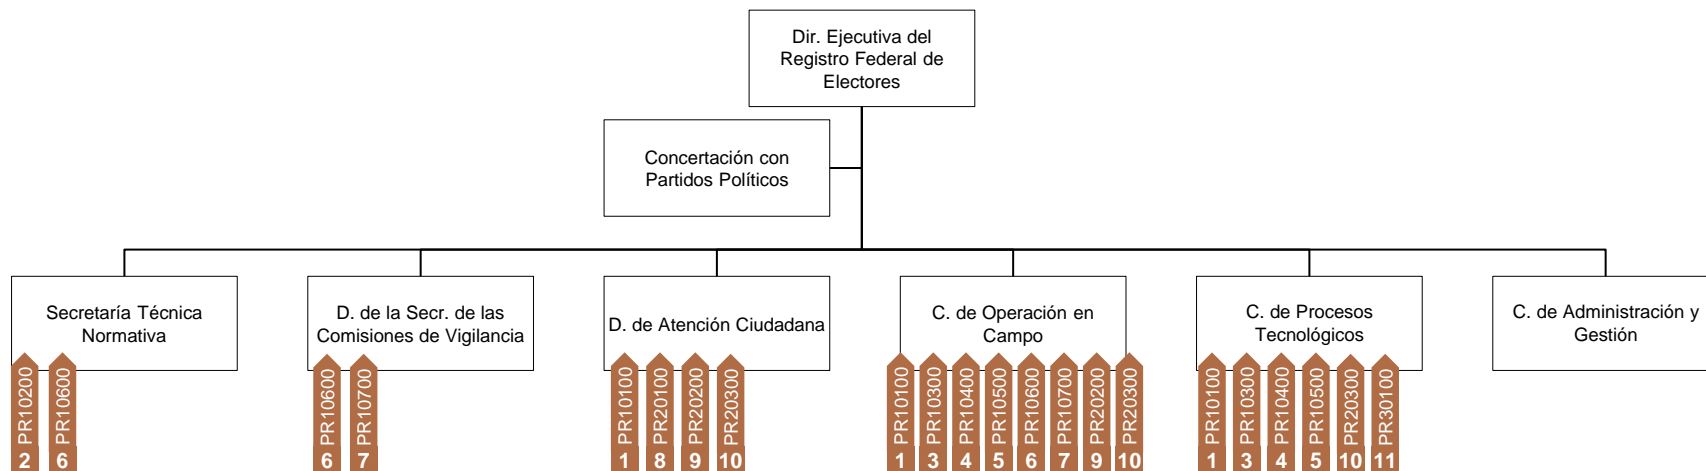 Dir. Ejecutiva del
Registro Federal de
Electores
Concertación con
Partidos Políticos
Secretaría Técnica
Normativa
D. de la Secr. de las
Comisiones de Vigilancia
D. de Atención Ciudadana
C. de Operación en
Campo
C. de Procesos
Tecnológicos
C. de Administración y
Gestión
2 PR10200
6 PR10600
6 PR10600
7 PR10700
1 PR10100
8 PR20100
9 PR20200
10 PR20300
1 PR10100
3 PR10300
4 PR10400
5 PR10500
6 PR10600
7 PR10700
9 PR20200
10 PR20300
1 PR10100
3 PR10300
4 PR10400
5 PR10500
10 PR20300
11 PR30100